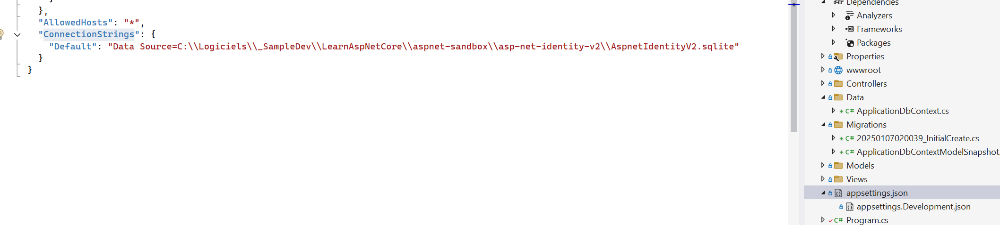 },
"AllowedHosts": "*",
"ConnectionStrings": {
"Default": "Data Source=C:\\Logiciels\\_SampleDev\\LearnAspNetCore\\aspnet-sandbox\\asp-net-identity-v2\\AspnetIdentityV2.sqlite"
}
}
Dependencies
Analyzers
Frameworks
Packages
Properties
wwwroot
Controllers
Data
C# ApplicationDbContext.cs
Migrations
C# 20250107020039_InitialCreate.cs
C# ApplicationDbContextModelSnapshot.
Models
Views
appsettings.json
appsettings.Development.json
C# Program.cs